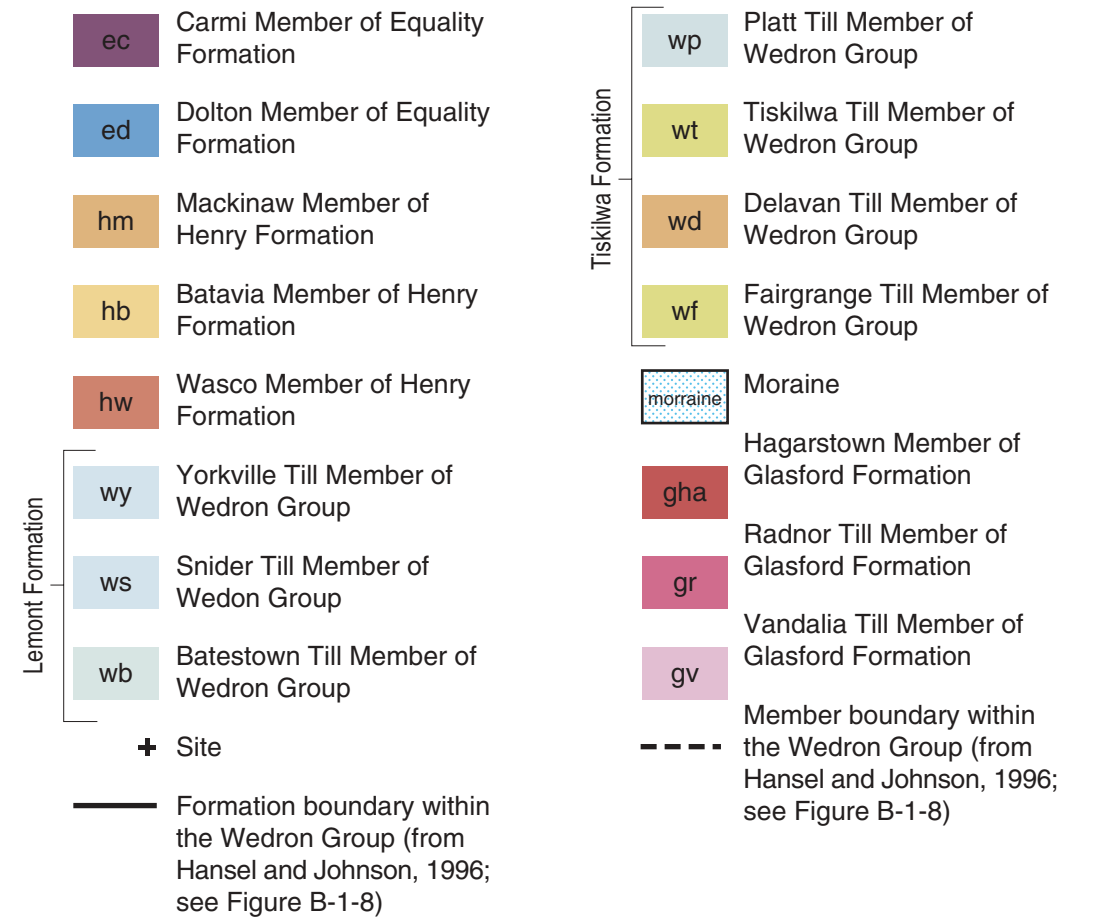 ec
Carmi Member of Equality
Formation
ed
Dolton Member of Equality
Formation
hm
Mackinaw Member of
Henry Formation
hb
Batavia Member of Henry
Formation
hw
Wasco Member of Henry
Formation
Lemont Formation
wy
Yorkville Till Member of
Wedron Group
ws
Snider Till Member of
Wedon Group
wb
Batestown Till Member of
Wedron Group
Site
Formation boundary within
the Wedron Group (from
Hansel and Johnson, 1996;
see Figure B-1-8)
Tiskilwa Formation
wp
Platt Till Member of
Wedron Group
wt
Tiskilwa Till Member of
Wedron Group
wd
Delavan Till Member of
Wedron Group
wf
Fairgrange Till Member of
Wedron Group
morraine
Moraine
gha
Hagarstown Member of
Glasford Formation
gr
Radnor Till Member of
Glasford Formation
gv
Vandalia Till Member of
Glasford Formation
Member boundary within
the Wedron Group (from
Hansel and Johnson, 1996;
see Figure B-1-8)